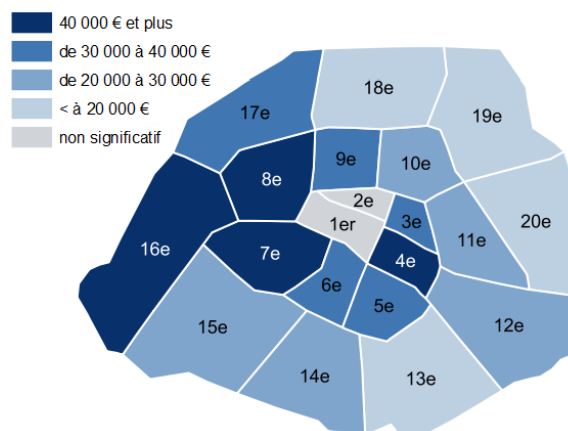 40 000 € et plus
de 30 000 à 40 000 €
de 20 000 à 30 000 €
< à 20 000 €
non significatif
18e
17e
19e
9e
10e
8e
2e
3e
20e
1er
11e
16e
7e
4e
6e
5e
15e
12e
14e
13e